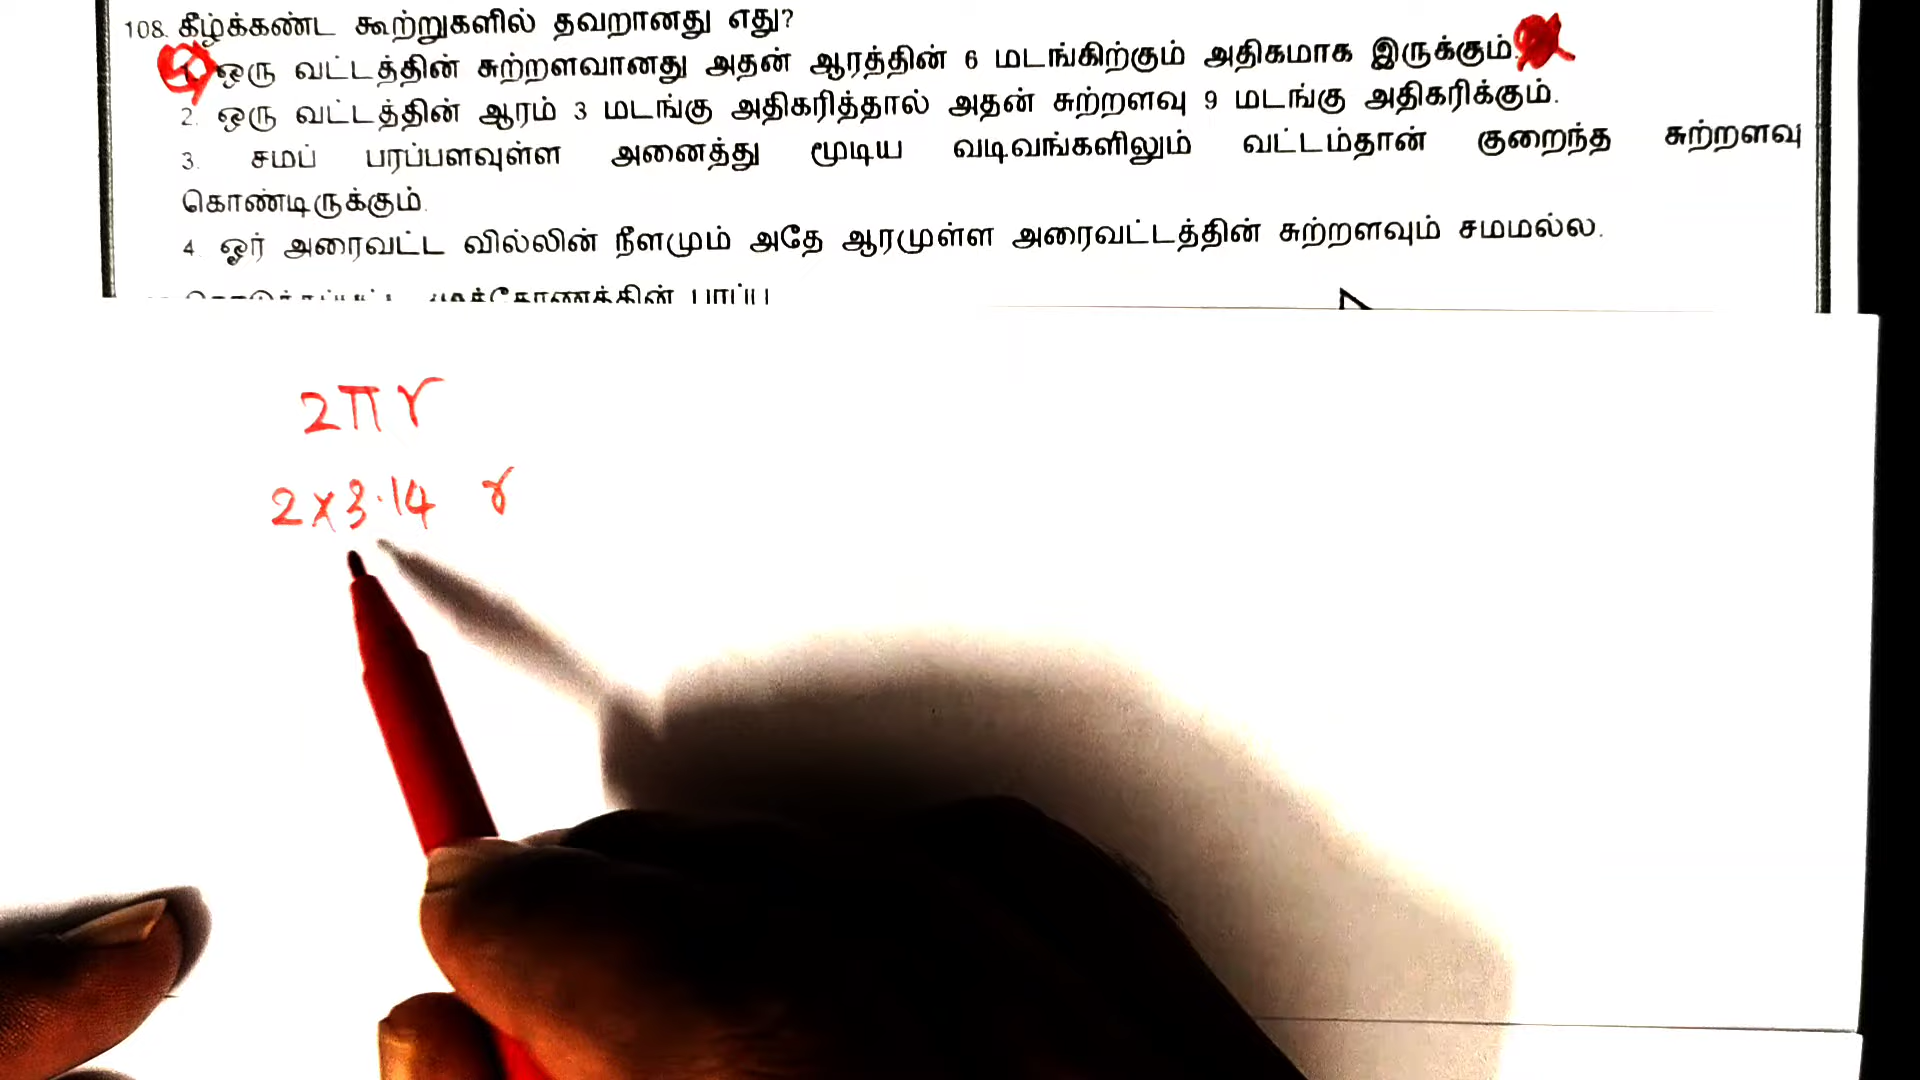 108. கீழ்க்கண்ட கூற்றுகளில் தவறானது எது?
1. ஒரு வட்டத்தின் சுற்றளவானது அதன் ஆரத்தின் 6 மடங்கிற்கும் அதிகமாக இருக்கும்.
2. ஒரு வட்டத்தின் ஆரம் 3 மடங்கு அதிகரித்தால் அதன் சுற்றளவு 9 மடங்கு அதிகரிக்கும்.
3. சமப் பரப்பளவுள்ள அனைத்து மூடிய வடிவங்களிலும் வட்டம்தான் குறைந்த சுற்றளவு
கொண்டிருக்கும்.
4. ஓர் அரைவட்ட வில்லின் நீளமும் அதே ஆரமுள்ள அரைவட்டத்தின் சுற்றளவும் சமமல்ல.
2πr
2×3.14 r